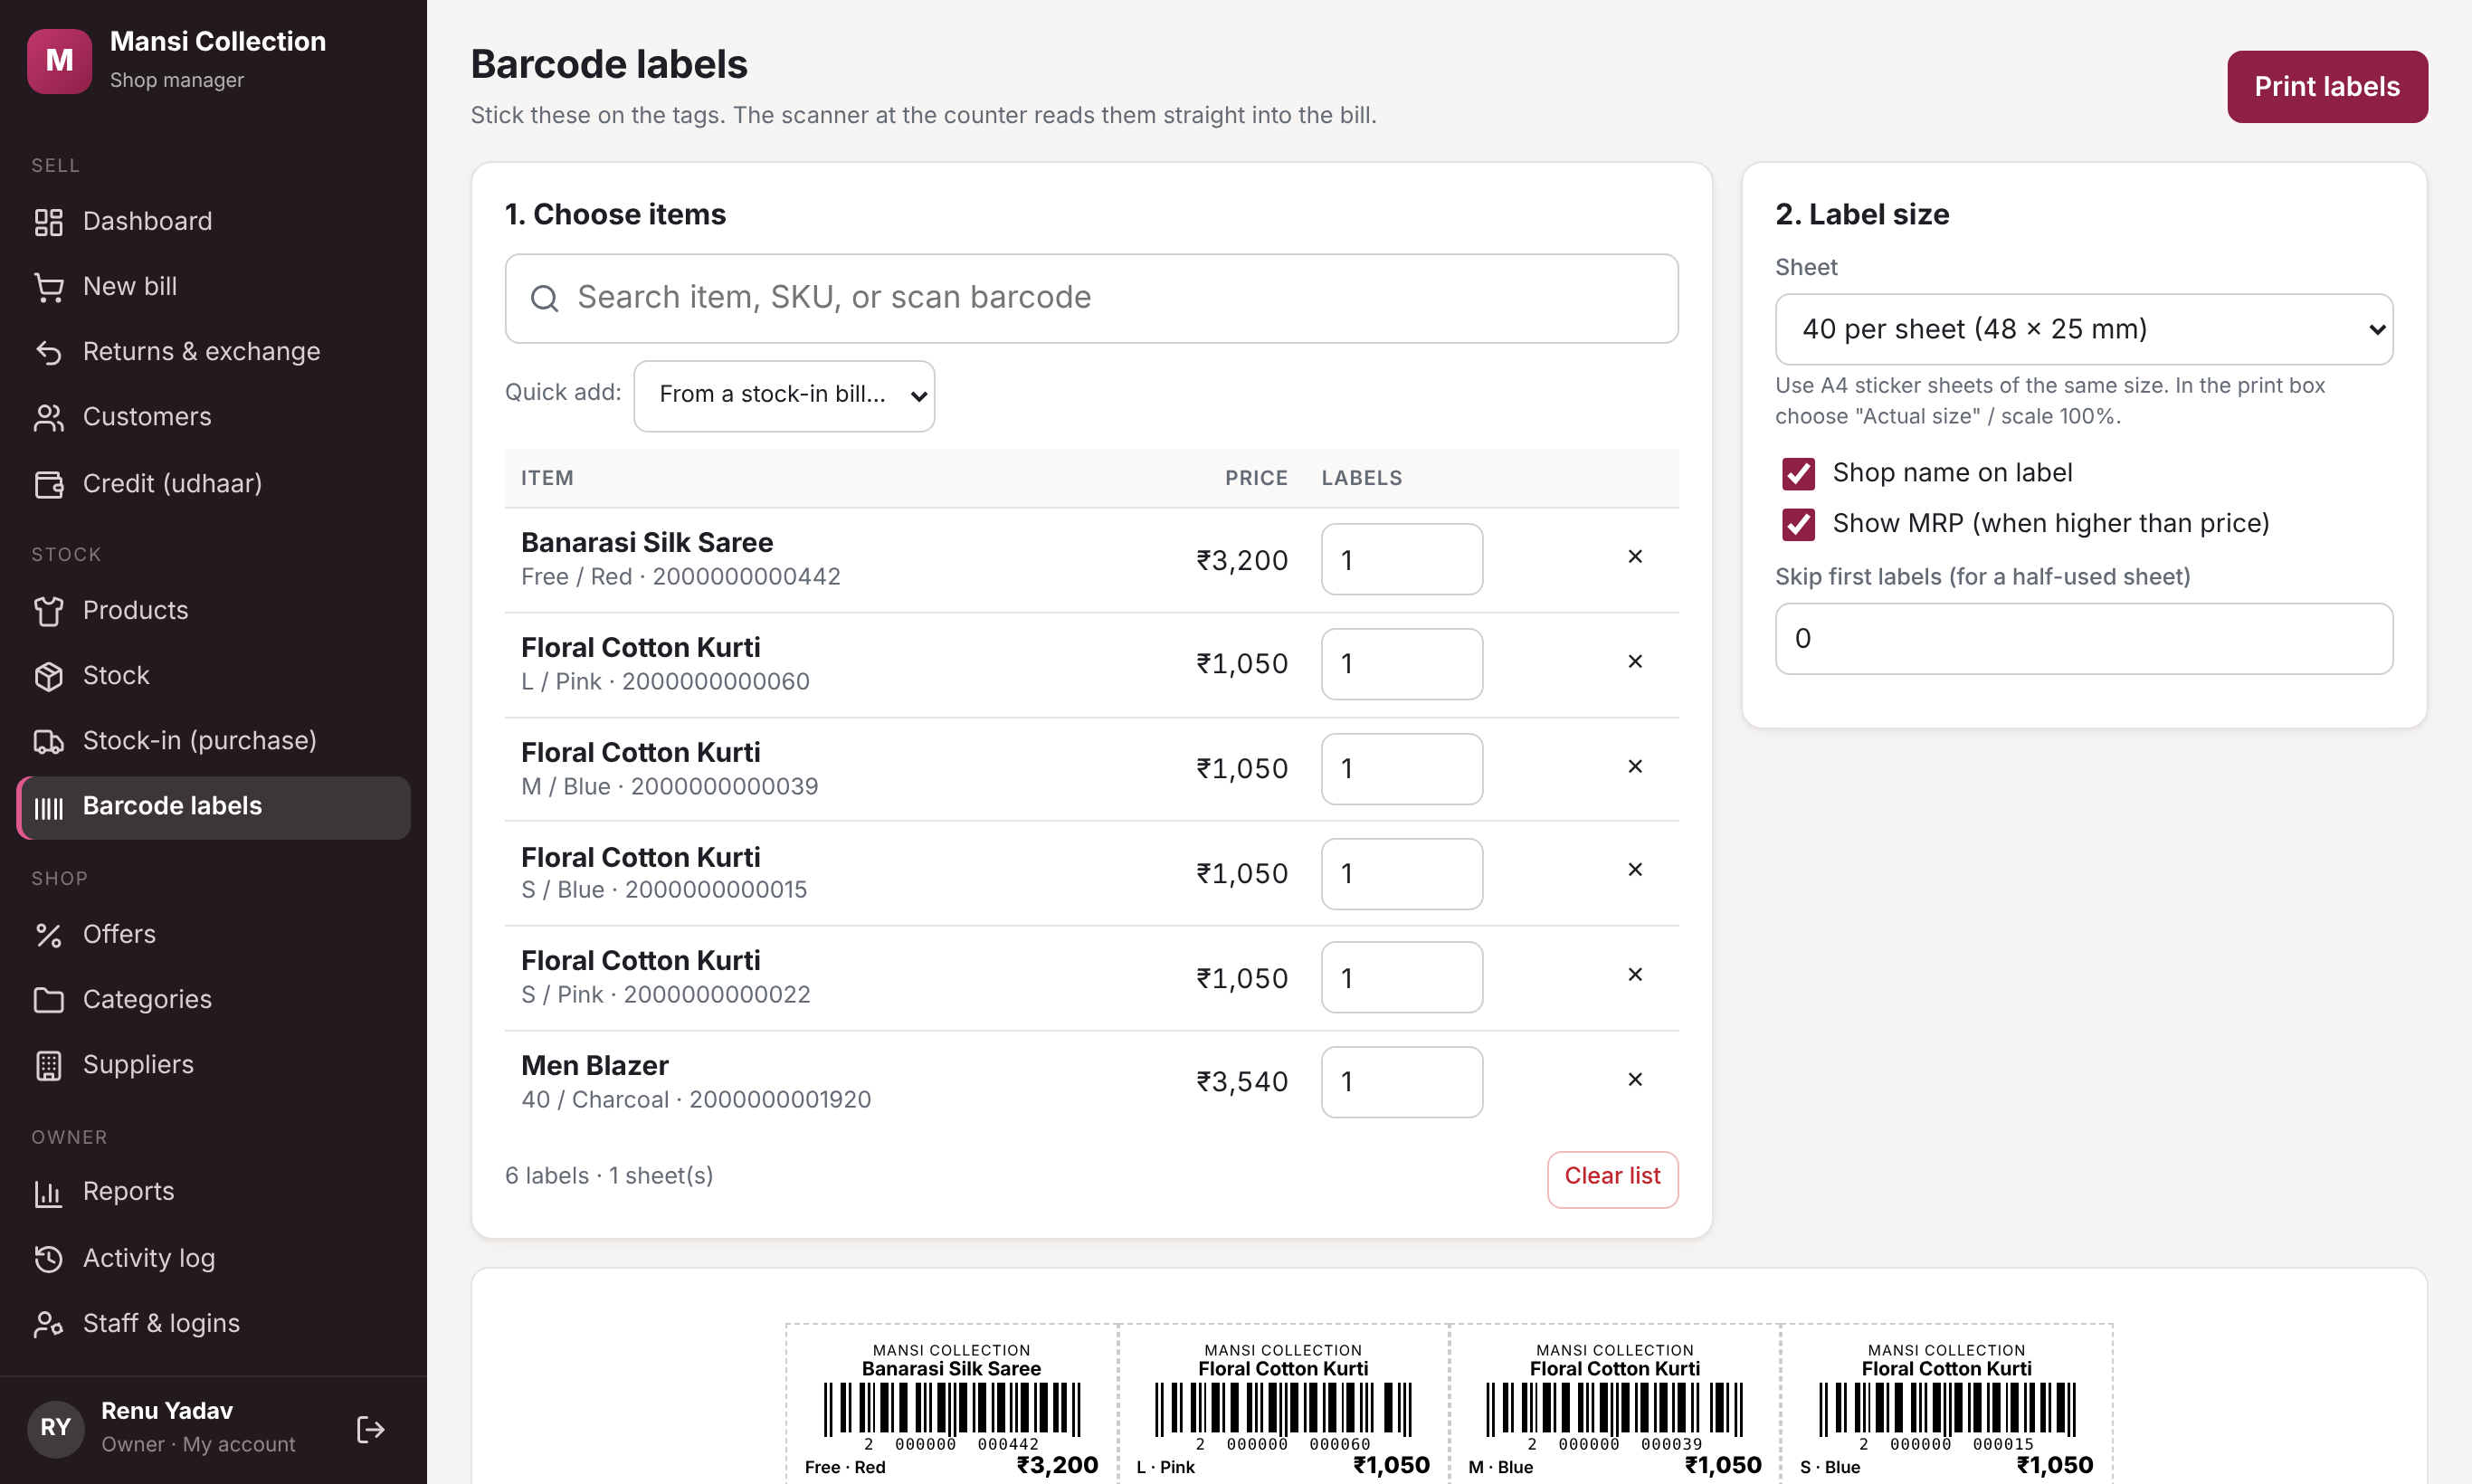 M
Mansi Collection
Shop manager
SELL
Dashboard
New bill
Returns & exchange
Customers
Credit (udhaar)
STOCK
Products
Stock
Stock-in (purchase)
Barcode labels
SHOP
Offers
Categories
Suppliers
OWNER
Reports
Activity log
Staff & logins
RY
Renu Yadav
Owner · My account
Barcode labels
Stick these on the tags. The scanner at the counter reads them straight into the bill.
Print labels
1. Choose items
Search item, SKU, or scan barcode
Quick add: From a stock-in bill...
ITEM PRICE LABELS
Banarasi Silk Saree
Free / Red · 2000000000442
₹3,200 1 ×
Floral Cotton Kurti
L / Pink · 2000000000060
₹1,050 1 ×
Floral Cotton Kurti
M / Blue · 2000000000039
₹1,050 1 ×
Floral Cotton Kurti
S / Blue · 2000000000015
₹1,050 1 ×
Floral Cotton Kurti
S / Pink · 2000000000022
₹1,050 1 ×
Men Blazer
40 / Charcoal · 2000000001920
₹3,540 1 ×
6 labels · 1 sheet(s)
Clear list
2. Label size
Sheet
40 per sheet (48 × 25 mm)
Use A4 sticker sheets of the same size. In the print box
choose "Actual size" / scale 100%.
Shop name on label
Show MRP (when higher than price)
Skip first labels (for a half-used sheet)
0
MANSI COLLECTION
Banarasi Silk Saree
2 000000 000442
Free · Red ₹3,200
MANSI COLLECTION
Floral Cotton Kurti
2 000000 000060
L · Pink ₹1,050
MANSI COLLECTION
Floral Cotton Kurti
2 000000 000039
M · Blue ₹1,050
MANSI COLLECTION
Floral Cotton Kurti
2 000000 000015
S · Blue ₹1,050